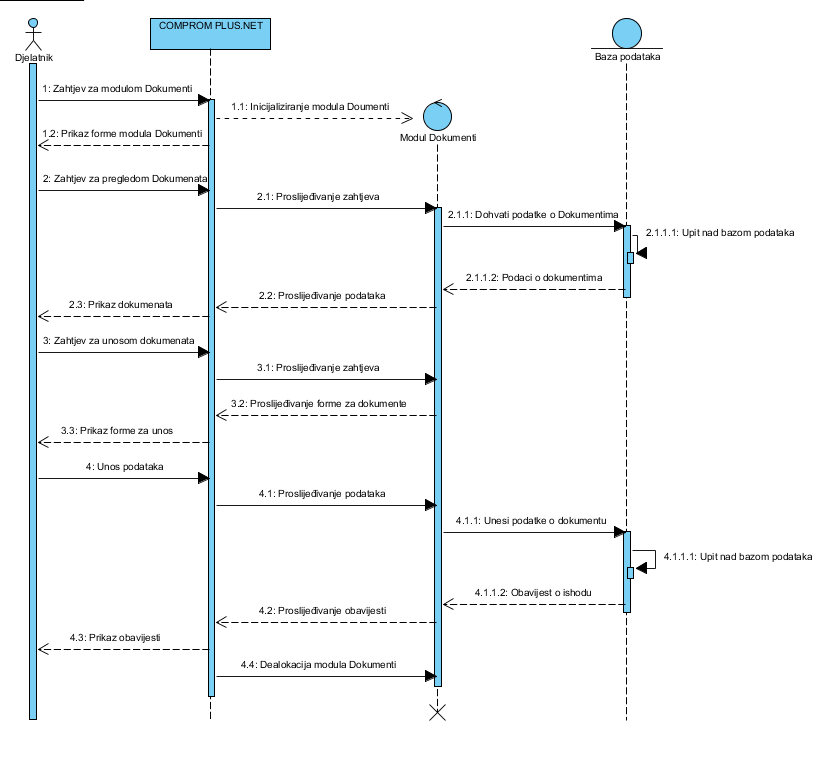 COMPROM PLUS.NET
Djelatnik
Baza podataka
1: Zahtjev za modulom Dokumenti
1.1: Inicijaliziranje modula Doumenti
1.2: Prikaz forme modula Dokumenti
Modul Dokumenti
2: Zahtjev za pregledom Dokumenata
2.1: Proslijeđivanje zahtjeva
2.1.1: Dohvati podatke o Dokumentima
2.1.1.1: Upit nad bazom podataka
2.1.1.2: Podaci o dokumentima
2.2: Proslijeđivanje podataka
2.3: Prikaz dokumenata
3: Zahtjev za unosom dokumenata
3.1: Proslijeđivanje zahtjeva
3.2: Proslijeđivanje forme za dokumente
3.3: Prikaz forme za unos
4: Unos podataka
4.1: Proslijeđivanje podataka
4.1.1: Unesi podatke o dokumentu
4.1.1.1: Upit nad bazom podataka
4.1.1.2: Obavijest o ishodu
4.2: Proslijeđivanje obavijesti
4.3: Prikaz obavijesti
4.4: Dealokacija modula Dokumenti